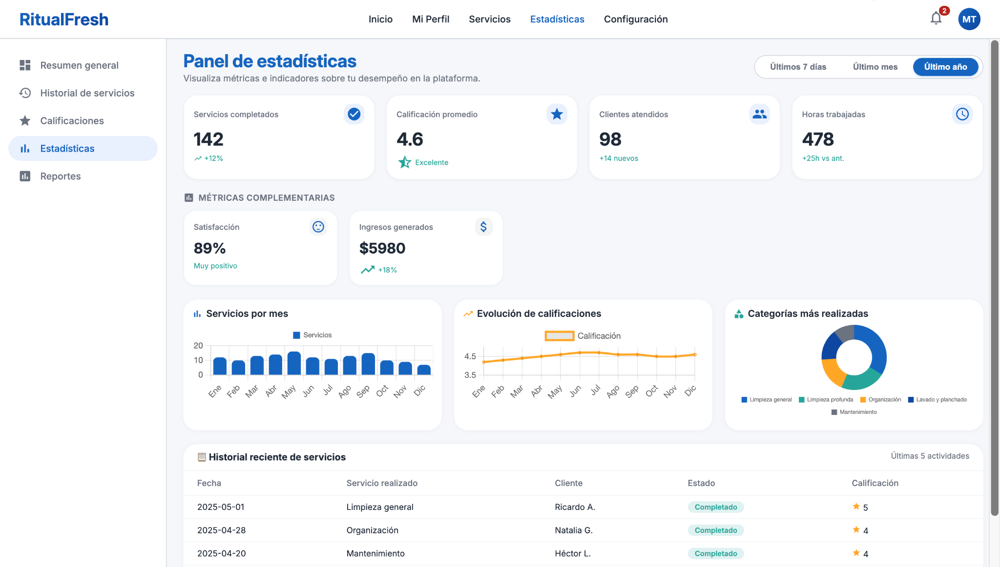 RitualFresh
Inicio
Mi Perfil
Servicios
Estadísticas
Configuración
2
MT
Resumen general
Historial de servicios
Calificaciones
Estadísticas
Reportes
Panel de estadísticas
Visualiza métricas e indicadores sobre tu desempeño en la plataforma.
Últimos 7 días
Último mes
Último año
Servicios completados
142
+12%
Calificación promedio
4.6
Excelente
Clientes atendidos
98
+14 nuevos
Horas trabajadas
478
+25h vs ant.
MÉTRICAS COMPLEMENTARIAS
Satisfacción
89%
Muy positivo
Ingresos generados
$
$5980
+18%
Servicios por mes
Servicios
20
10
0
Ene Feb Mar Abr May Jun Jul Ago Sep Oct Nov Dic
Evolución de calificaciones
Calificación
4.5
3.5
Ene Feb Mar Abr May Jun Jul Ago Sep Oct Nov Dic
Categorías más realizadas
Limpieza general Limpieza profunda Organización Lavado y planchado
Mantenimiento
Historial reciente de servicios
Últimas 5 actividades
Fecha Servicio realizado Cliente Estado Calificación
2025-05-01 Limpieza general Ricardo A. Completado 5
2025-04-28 Organización Natalia G. Completado 4
2025-04-20 Mantenimiento Héctor L. Completado 4